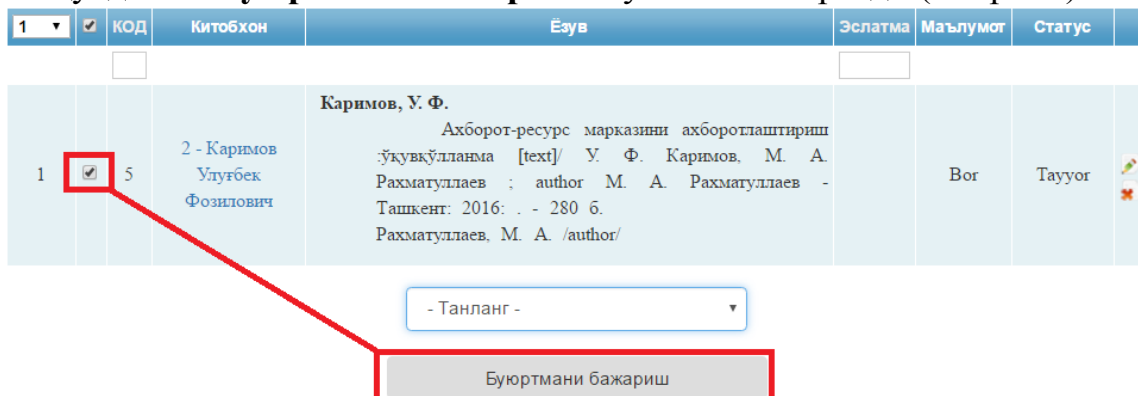 1 КОД Китобхон Ёзув Эслатма Маълумот Статус
Каримов, У. Ф.
Ахборот-ресурс марказини ахборотлаштириш
:ўқувқўлланма [text]/ У. Ф. Каримов, М. А.
Рахматуллаев ; author М. А. Рахматуллаев -
Ташкент: 2016: . - 280 б.
Рахматуллаев, М. А. /author/
1 5 2 - Каримов
Улуғбек
Фозилович
Bor Tayyor
- Танланг -
Буюртмани бажариш